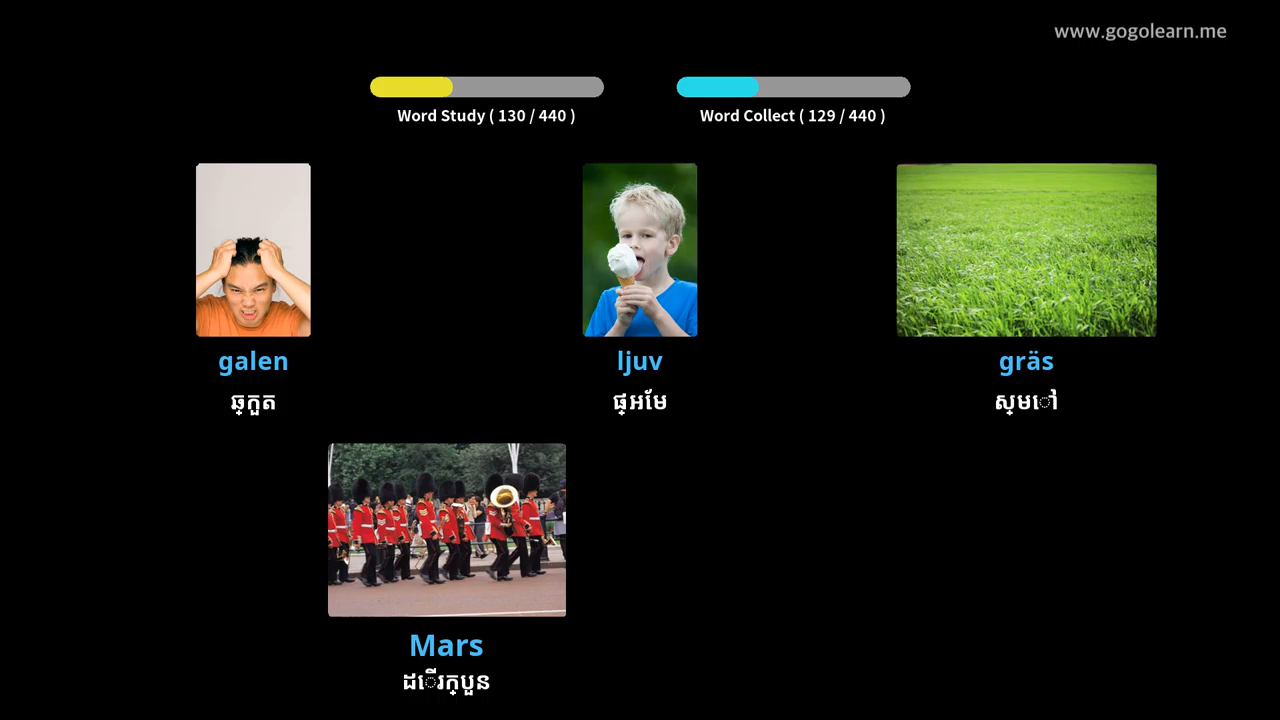 www.gogolearn.me
Word Study ( 130 / 440 )
Word Collect ( 129 / 440 )
galen
ljuv
gräs
ឆ្កួត
ផ្អែម
ស្មៅ
Mars
ដើរក្បួន